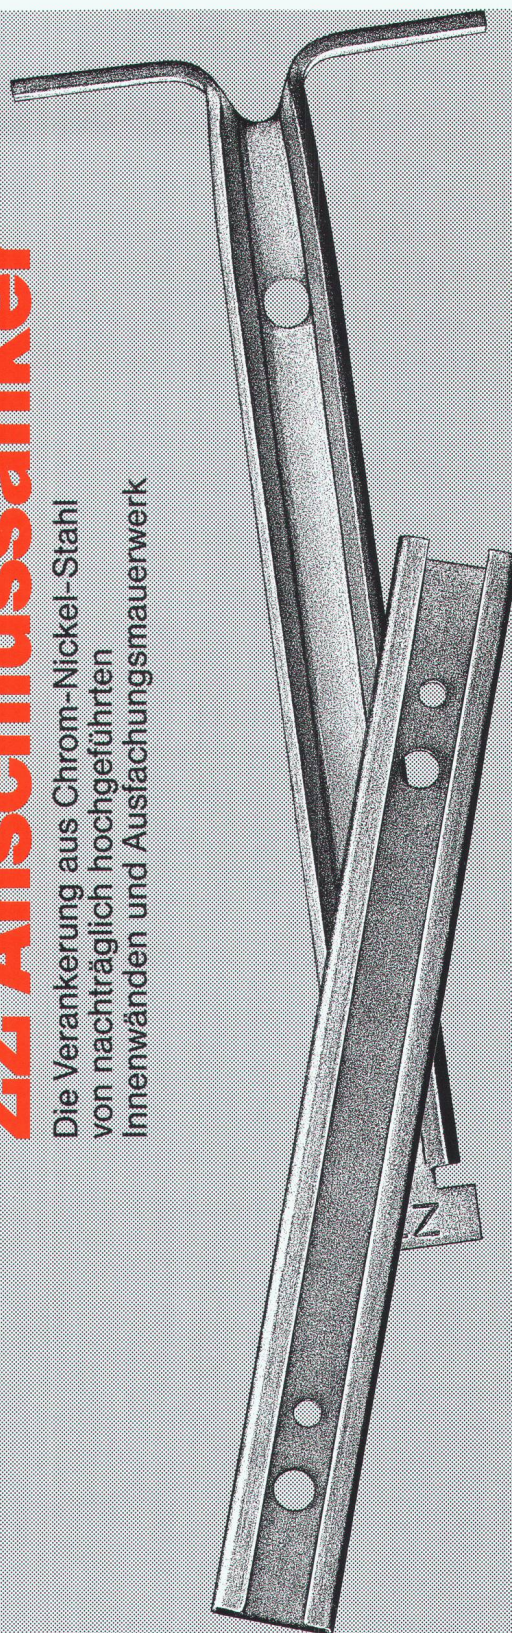 ZZ Anschlussanker
Die Verankerung aus Chrom-Nickel-Stahl
von nachträglich hochgeführten
Innenwänden und Ausfachungsmauerwerk
Z